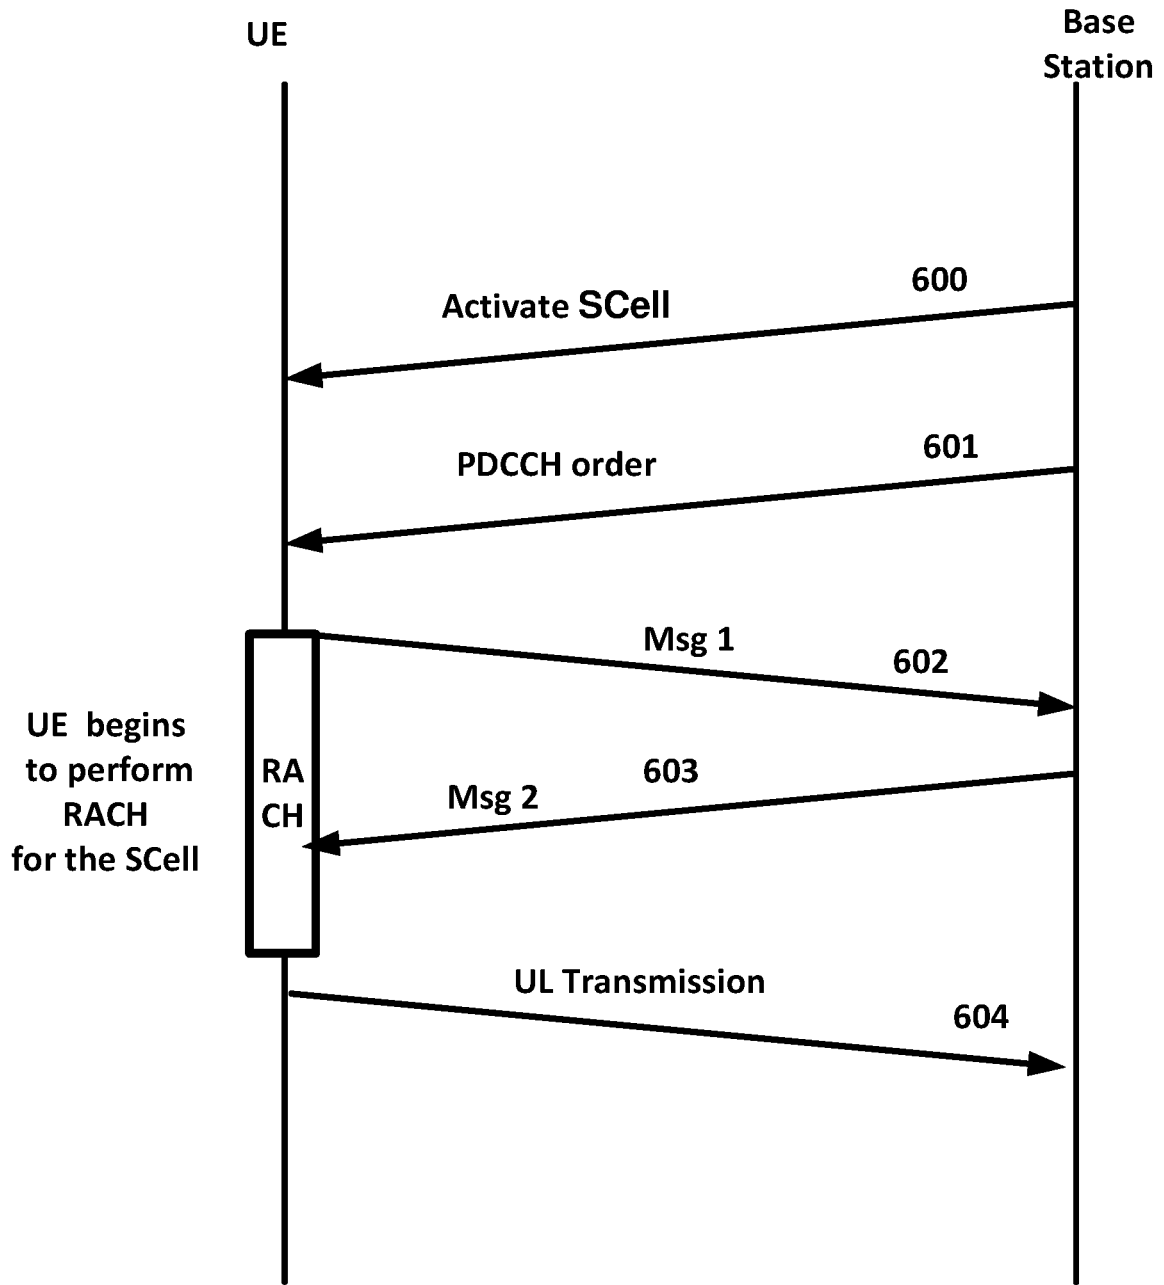 UE
Base
Station
600
Activate SCell
601
PDCCH order
Msg 1
602
UE begins
to perform
RACH
for the SCell
RA
CH
603
Msg 2
UL Transmission
604